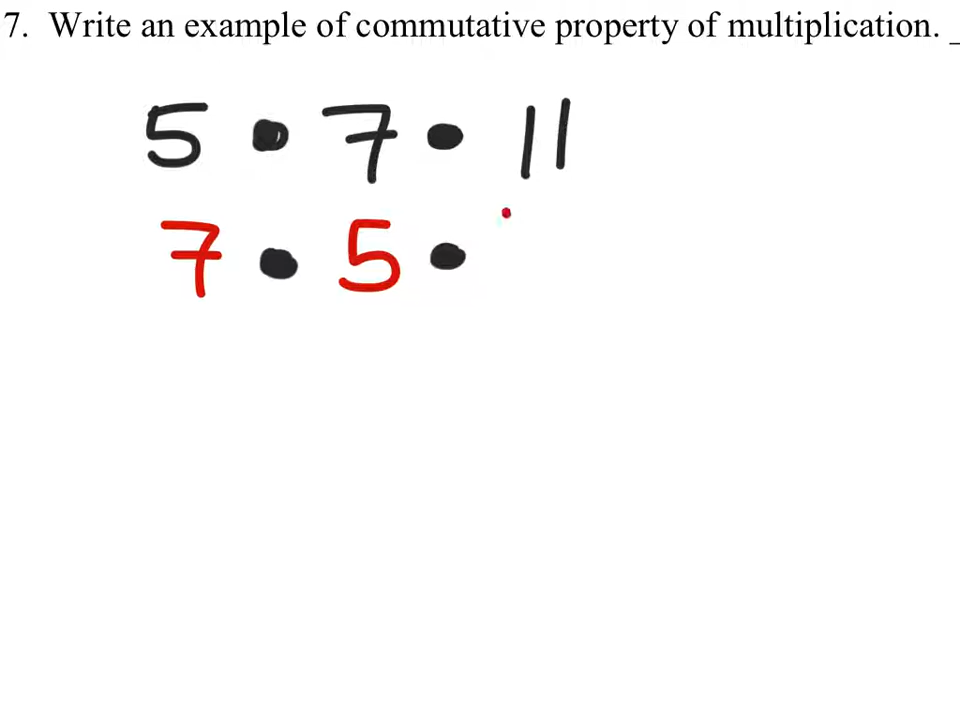 7. Write an example of commutative property of multiplication. _
5 • 7 • 11
7 • 5 •